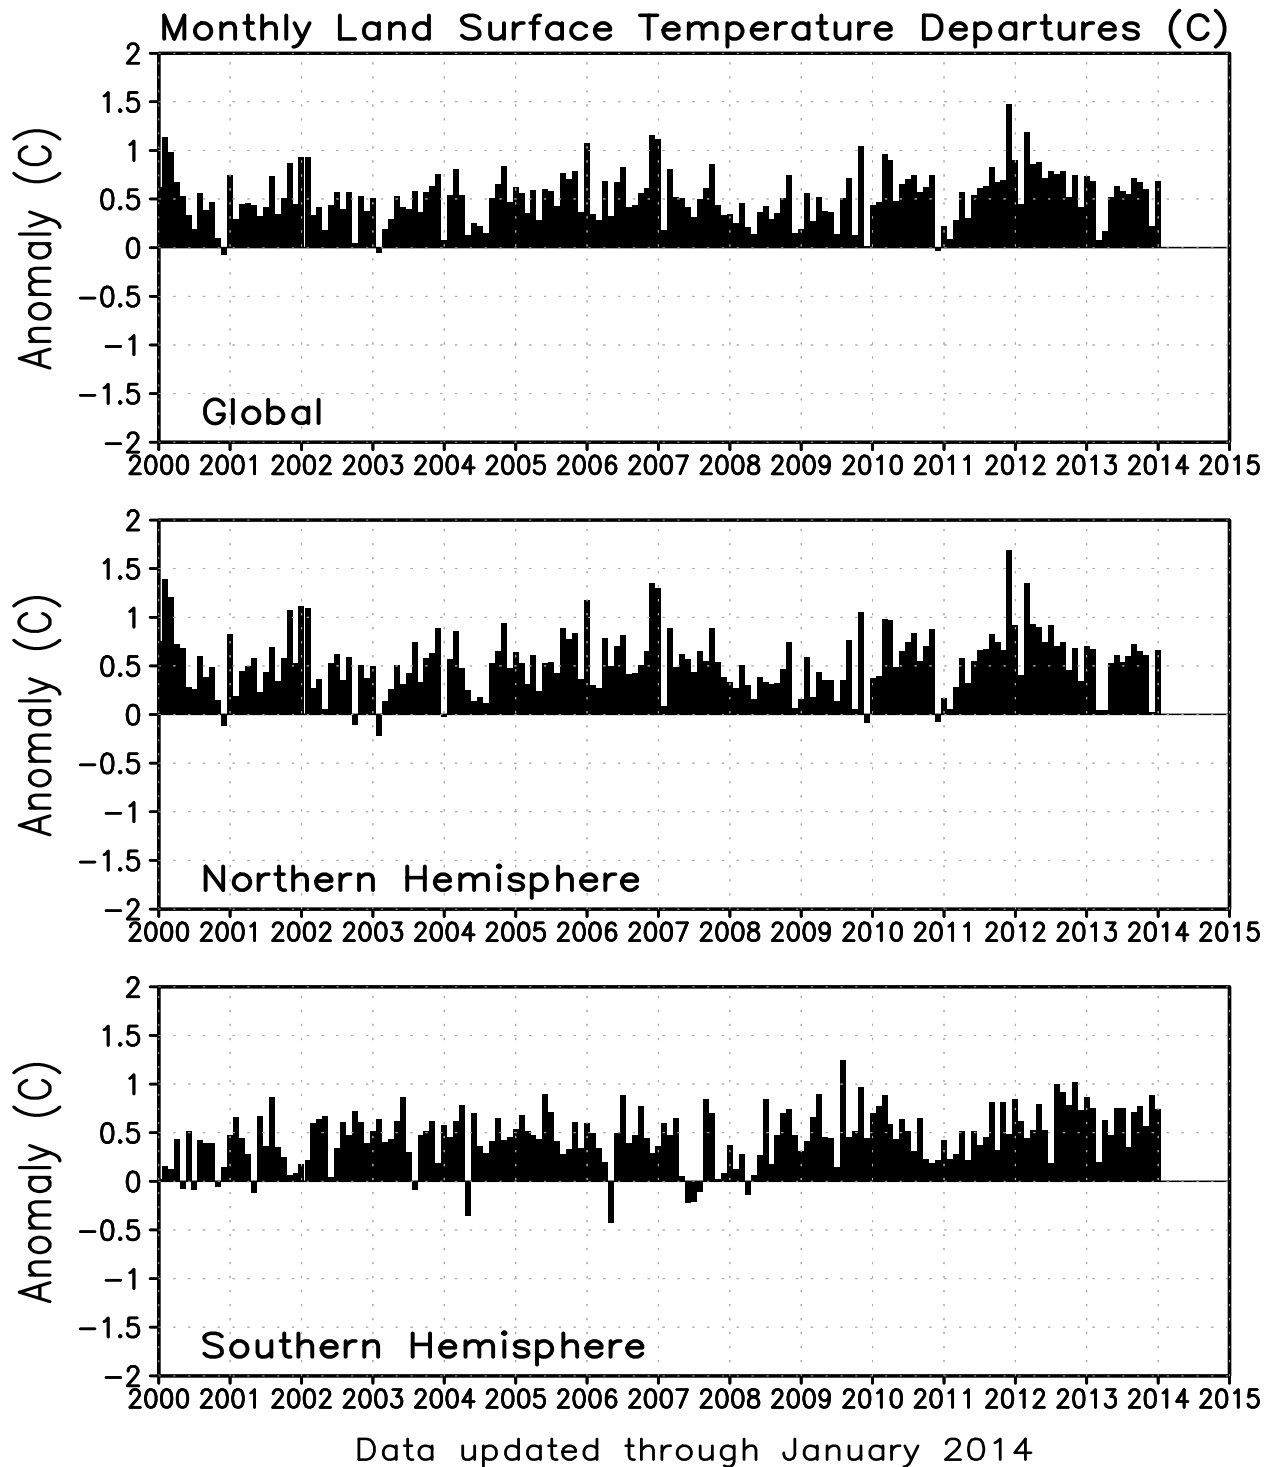 Monthly Land Surface Temperature Departures (C)
2
1.5
1
0.5
0
−0.5
−1
−1.5
−2
Anomaly (C)
Global
2000 2001 2002 2003 2004 2005 2006 2007 2008 2009 2010 2011 2012 2013 2014 2015
2
1.5
1
0.5
0
−0.5
−1
−1.5
−2
Anomaly (C)
Northern Hemisphere
2000 2001 2002 2003 2004 2005 2006 2007 2008 2009 2010 2011 2012 2013 2014 2015
2
1.5
1
0.5
0
−0.5
−1
−1.5
−2
Anomaly (C)
Southern Hemisphere
2000 2001 2002 2003 2004 2005 2006 2007 2008 2009 2010 2011 2012 2013 2014 2015
Data updated through January 2014